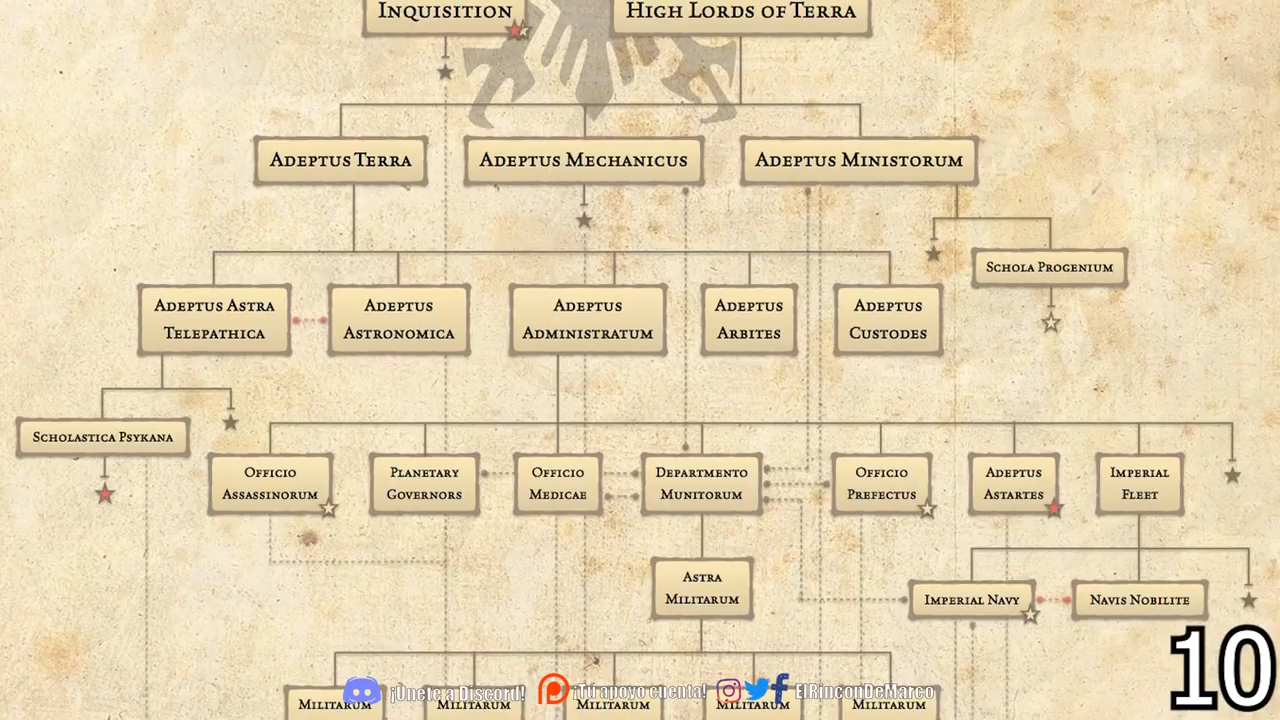 Inquisition
High Lords of Terra
Adeptus Terra
Adeptus Mechanicus
Adeptus Ministorum
Schola Progenium
Adeptus Astra
Telepathica
Adeptus
Astronomica
Adeptus
Administratum
Adeptus
Arbites
Adeptus
Custodes
Scholastica Psykana
Officio
Assassinorum
Planetary
Governors
Officio
Medicae
Departmento
Munitorum
Officio
Prefectus
Adeptus
Astartes
Imperial
Fleet
Astra
Militarum
Imperial Navy
Navis Nobilite
Militarum
Militarum
Militarum
Militarum
Militarum
¡Únete a Discord!
¡Tú apoyo cuenta!
ElRinconDeMarco
10